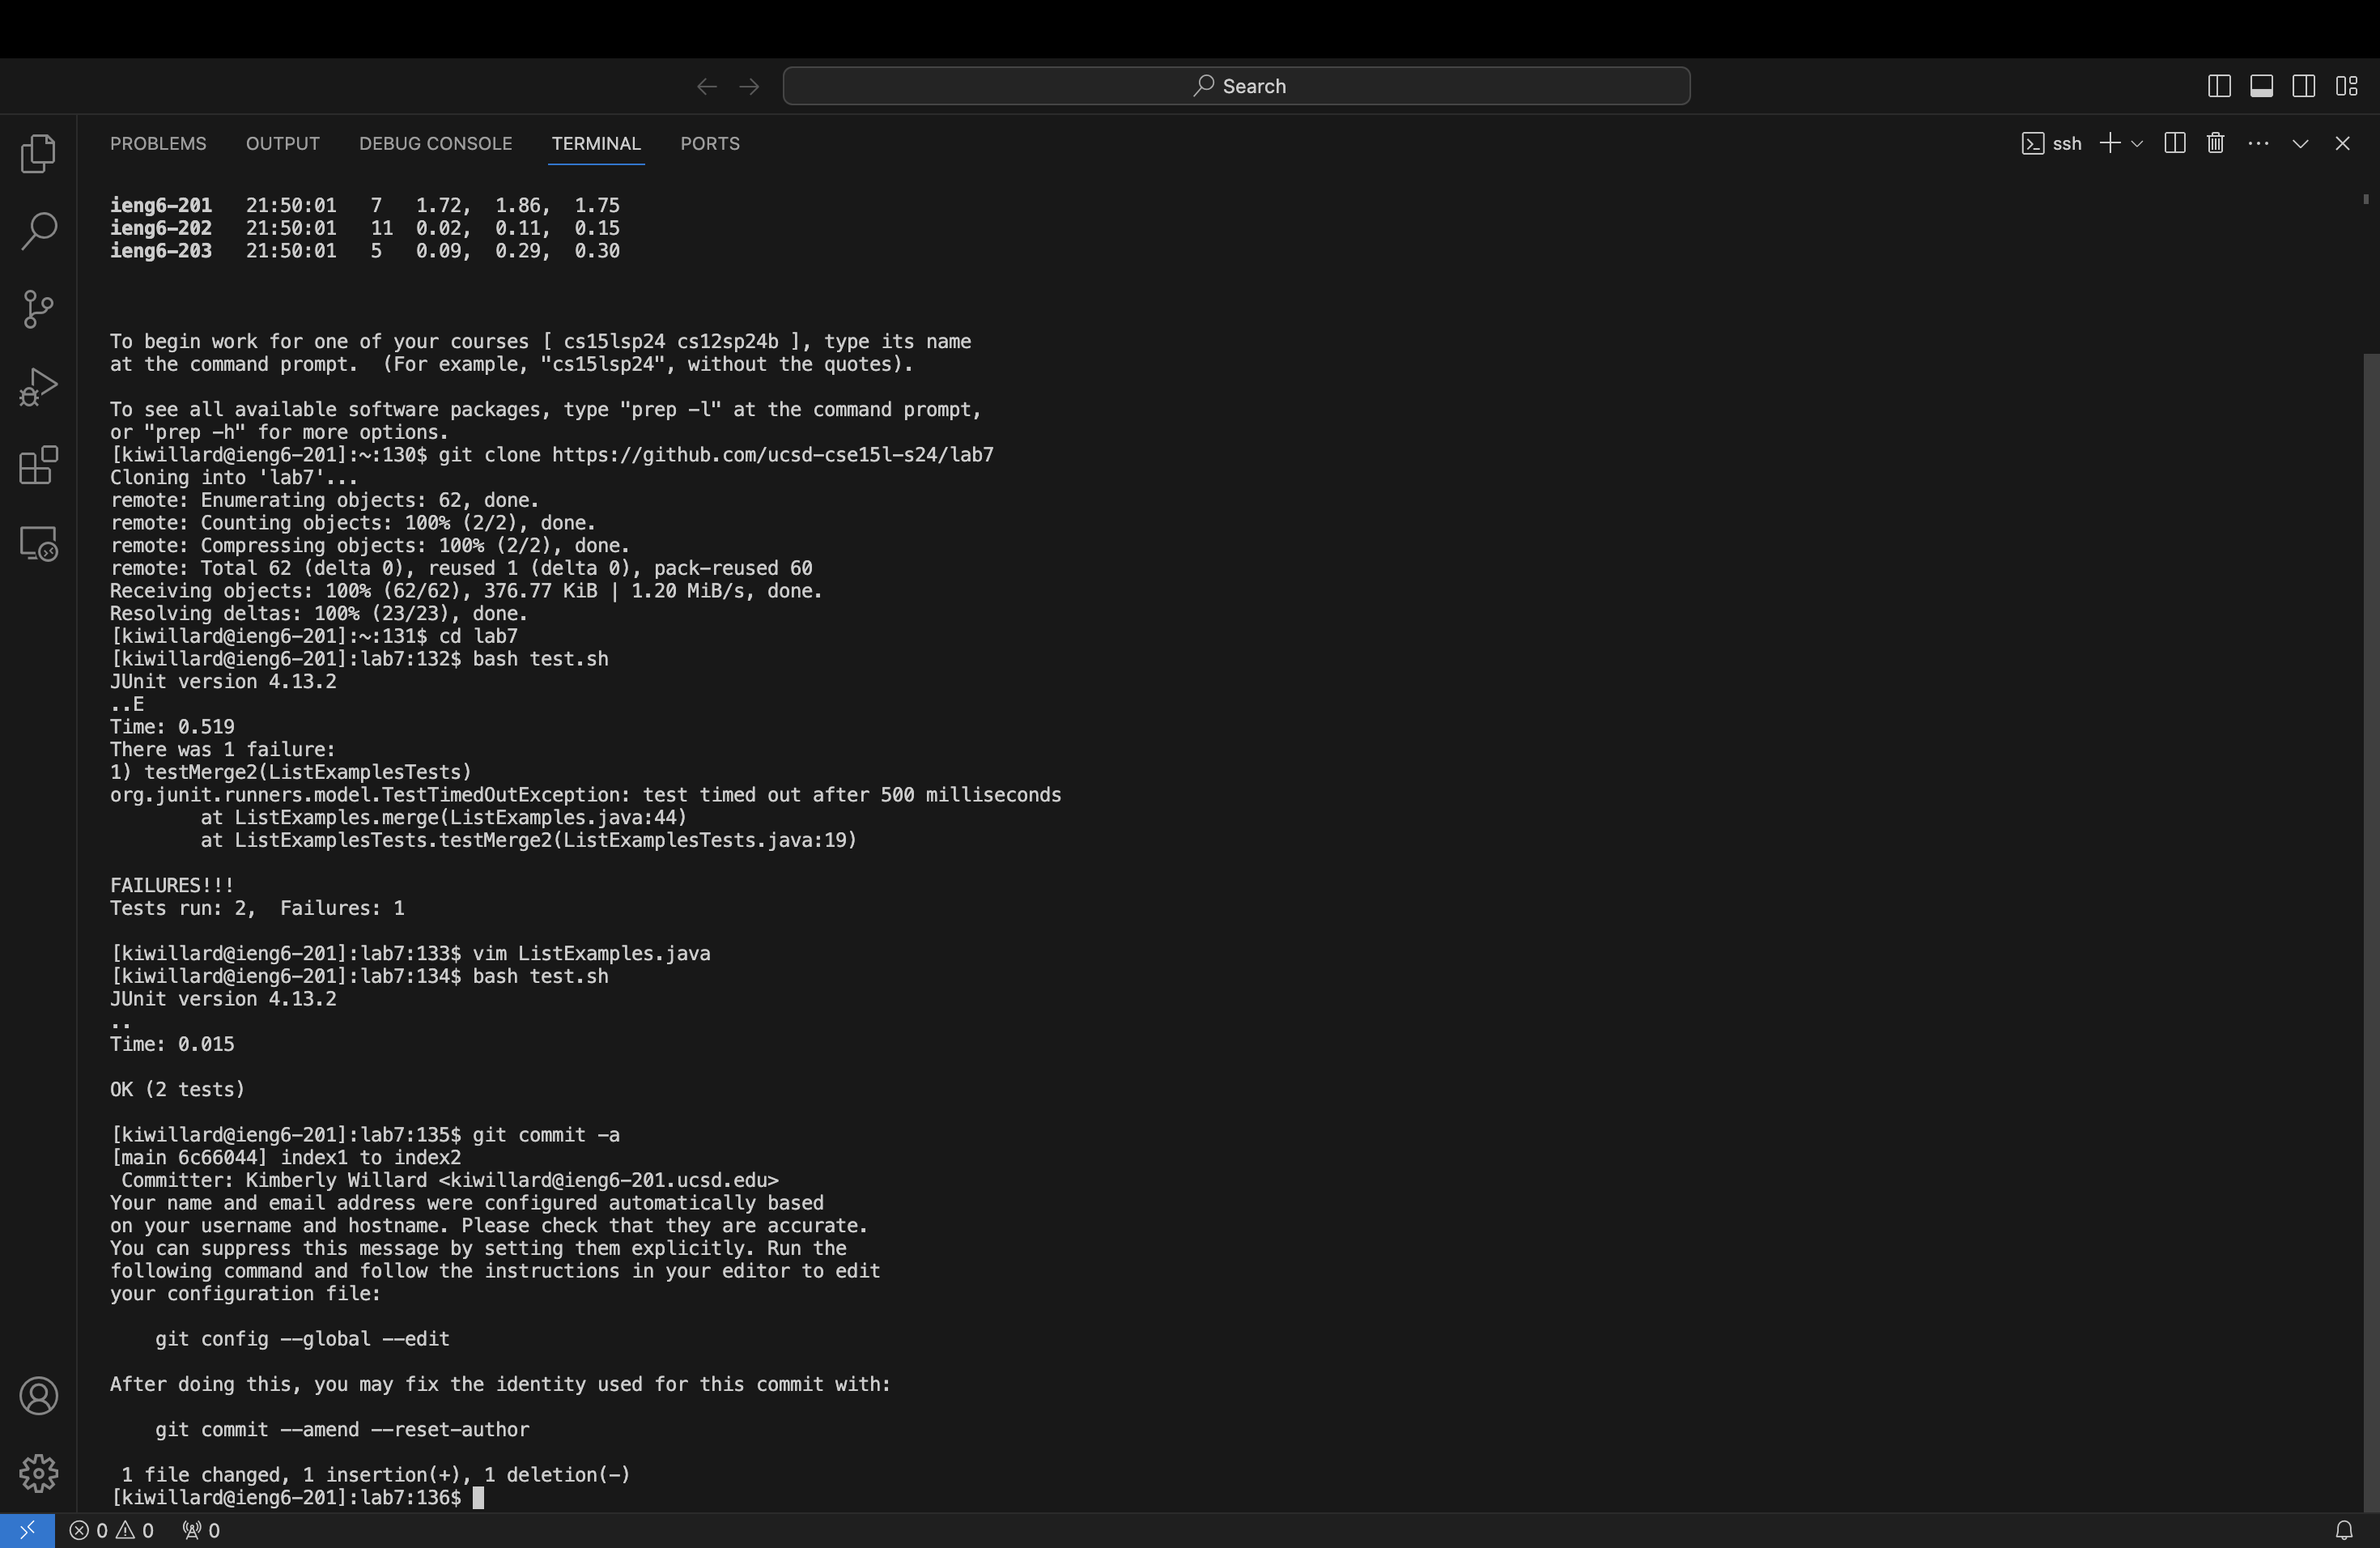 Search
PROBLEMS OUTPUT DEBUG CONSOLE TERMINAL PORTS ssh
ieng6-201 21:50:01 7 1.72, 1.86, 1.75
ieng6-202 21:50:01 11 0.02, 0.11, 0.15
ieng6-203 21:50:01 5 0.09, 0.29, 0.30
To begin work for one of your courses [ cs15lsp24 cs12sp24b ], type its name
at the command prompt. (For example, "cs15lsp24", without the quotes).
To see all available software packages, type "prep -l" at the command prompt,
or "prep -h" for more options.
[kiwillard@ieng6-201]:~:130$ git clone https://github.com/ucsd-cse15l-s24/lab7
Cloning into 'lab7'...
remote: Enumerating objects: 62, done.
remote: Counting objects: 100% (2/2), done.
remote: Compressing objects: 100% (2/2), done.
remote: Total 62 (delta 0), reused 1 (delta 0), pack-reused 60
Receiving objects: 100% (62/62), 376.77 KiB | 1.20 MiB/s, done.
Resolving deltas: 100% (23/23), done.
[kiwillard@ieng6-201]:~:131$ cd lab7
[kiwillard@ieng6-201]:lab7:132$ bash test.sh
JUnit version 4.13.2
..E
Time: 0.519
There was 1 failure:
1) testMerge2(ListExamplesTests)
org.junit.runners.model.TestTimedOutException: test timed out after 500 milliseconds
at ListExamples.merge(ListExamples.java:44)
at ListExamplesTests.testMerge2(ListExamplesTests.java:19)
FAILURES!!!
Tests run: 2, Failures: 1
[kiwillard@ieng6-201]:lab7:133$ vim ListExamples.java
[kiwillard@ieng6-201]:lab7:134$ bash test.sh
JUnit version 4.13.2
..
Time: 0.015
OK (2 tests)
[kiwillard@ieng6-201]:lab7:135$ git commit -a
[main 6c66044] index1 to index2
Committer: Kimberly Willard <kiwillard@ieng6-201.ucsd.edu>
Your name and email address were configured automatically based
on your username and hostname. Please check that they are accurate.
You can suppress this message by setting them explicitly. Run the
following command and follow the instructions in your editor to edit
your configuration file:
git config --global --edit
After doing this, you may fix the identity used for this commit with:
git commit --amend --reset-author
1 file changed, 1 insertion(+), 1 deletion(-)
[kiwillard@ieng6-201]:lab7:136$
0 0 0